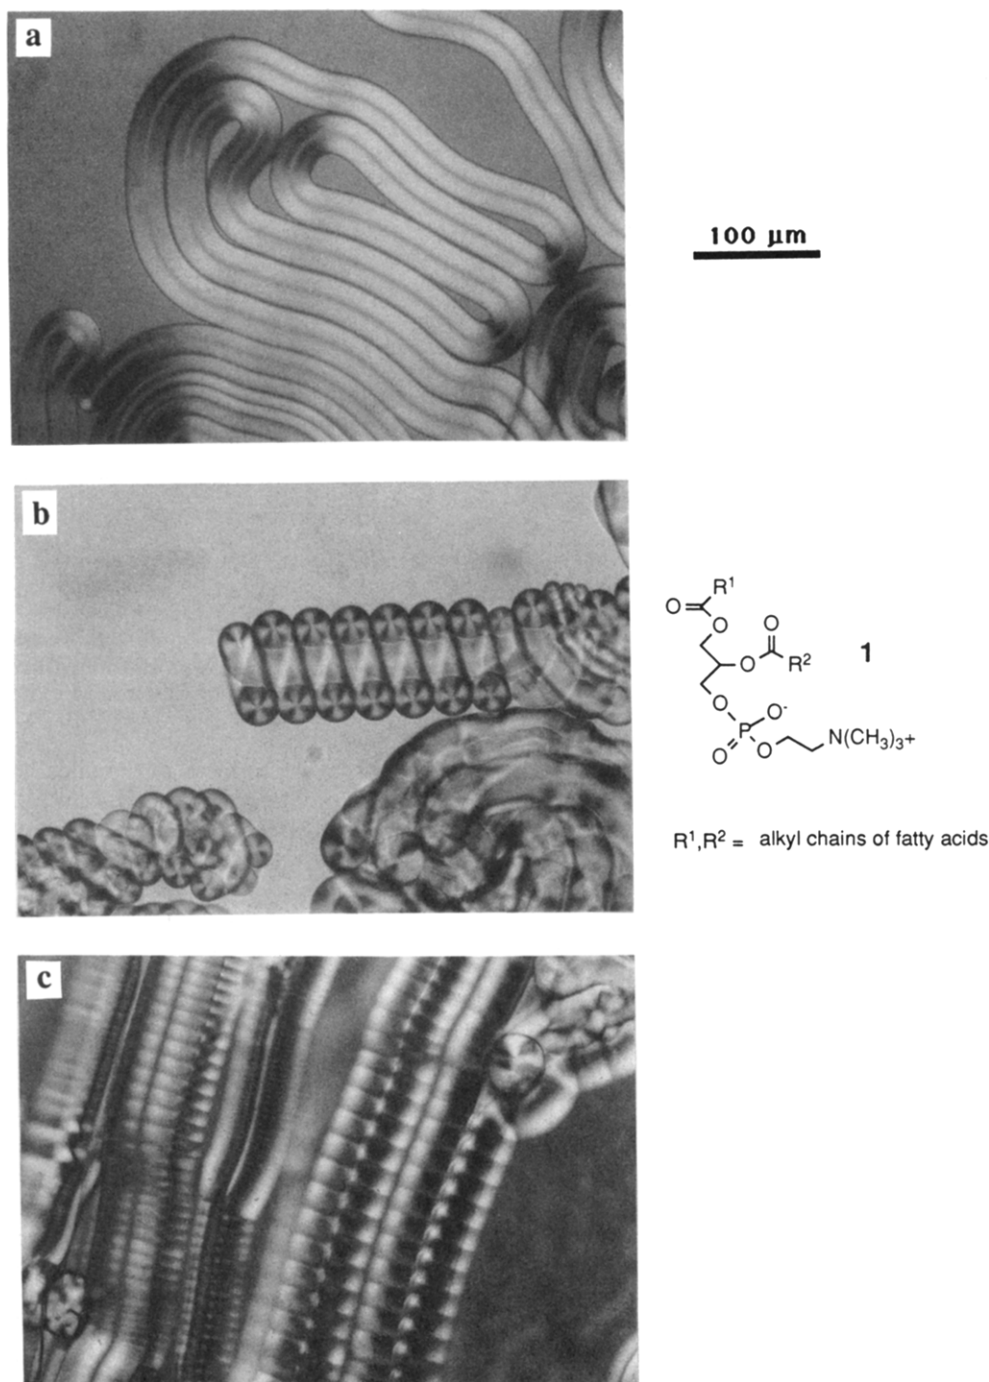 a
100 μm
b
R¹
O
O
O
O
R²
1
O
O⁻
P
O
O
N(CH₃)₃+
R¹,R² = alkyl chains of fatty acids
c